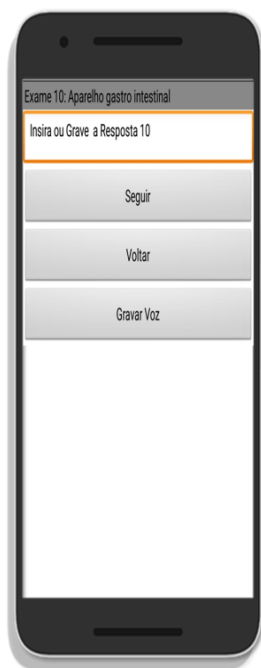 Exame 10: Aparelho gastro intestinal
Insira ou Grave a Resposta 10
Seguir
Voltar
Gravar Voz